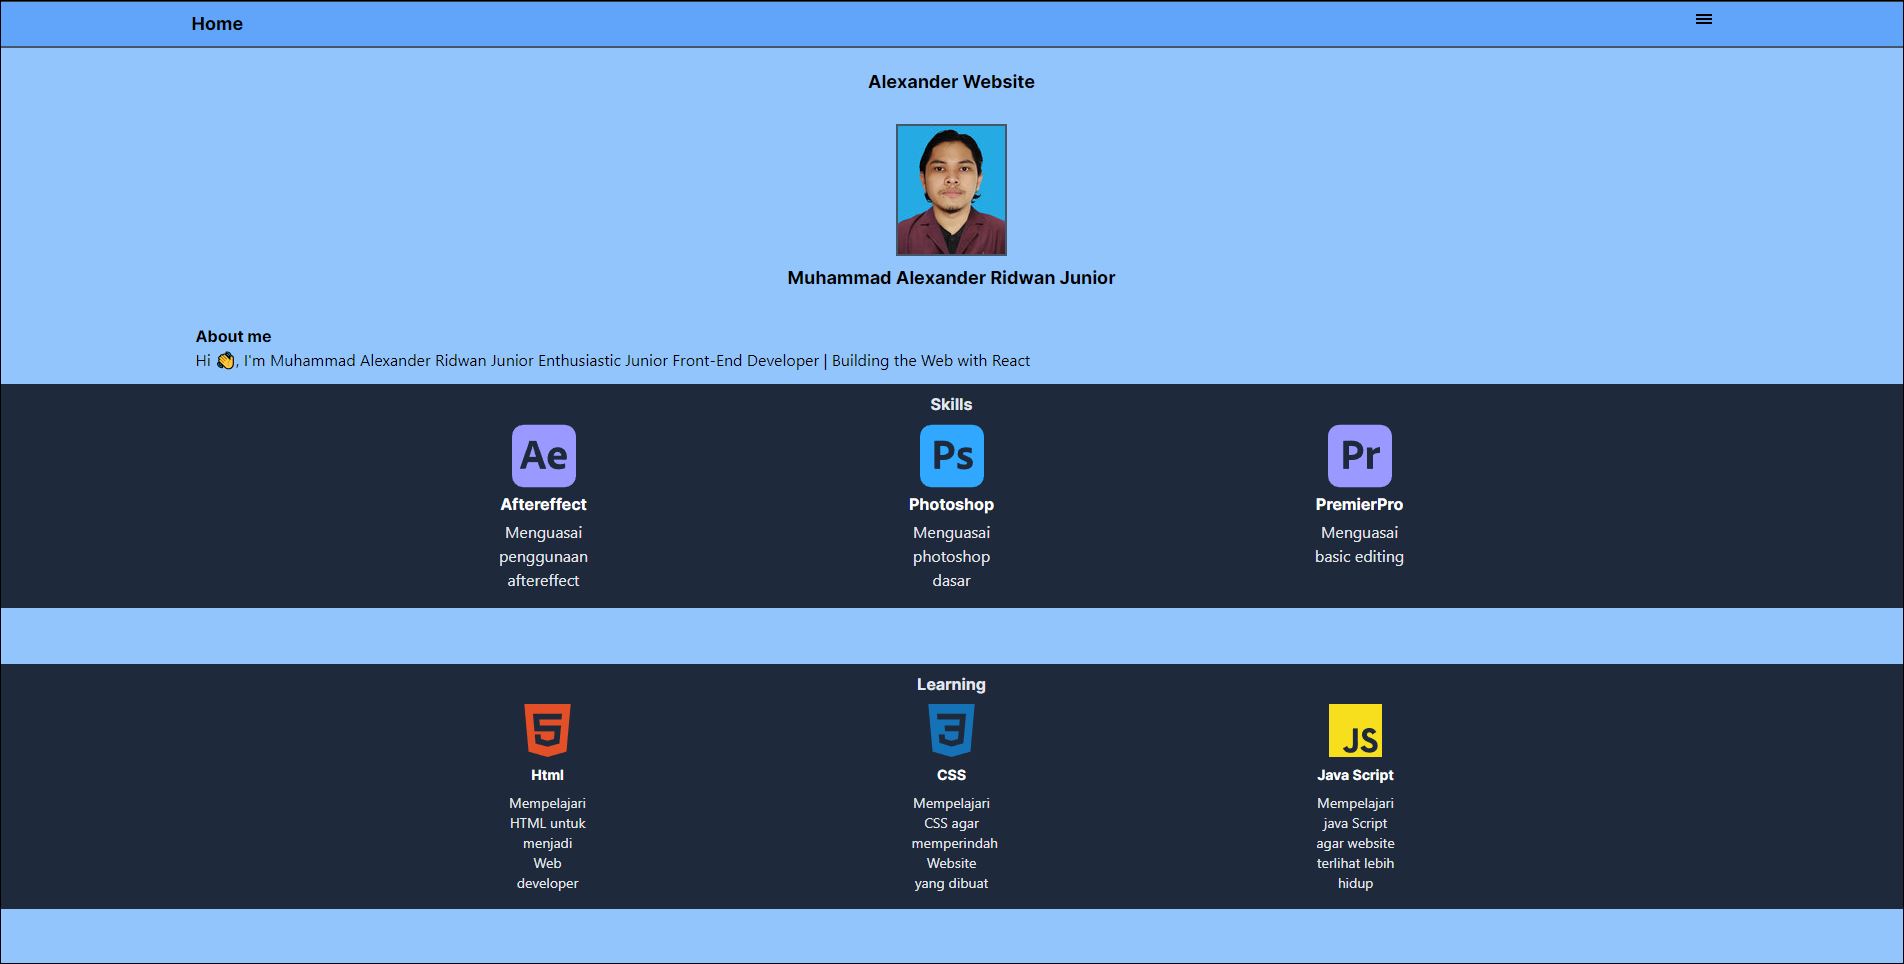 Home
Alexander Website
Muhammad Alexander Ridwan Junior
About me
Hi 👏, I'm Muhammad Alexander Ridwan Junior Enthusiastic Junior Front-End Developer | Building the Web with React
Skills
Ae
Aftereffect
Menguasai
penggunaan
aftereffect
Ps
Photoshop
Menguasai
photoshop
dasar
Pr
PremierPro
Menguasai
basic editing
Learning
5
Html
Mempelajari
HTML untuk
menjadi
Web
developer
3
CSS
Mempelajari
CSS agar
memperindah
Website
yang dibuat
JS
Java Script
Mempelajari
java Script
agar website
terlihat lebih
hidup